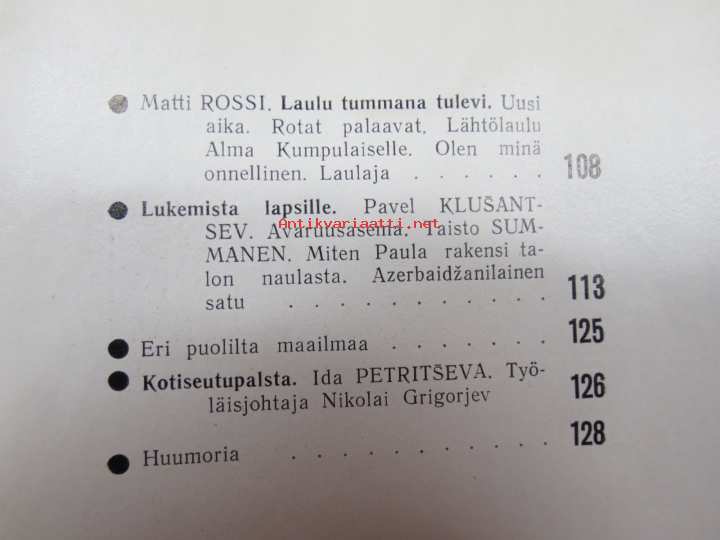 Matti ROSSI. Laulu tummana tulevi. Uusi
aika. Rotat palaavat. Lähtölaulu
Alma Kumpulaiselle. Olen minä
onnellinen. Laulaja . . . . . . 108
Lukemista lapsille. Pavel KLUŠANT-
Antikvariaatti.net
SEV. Avaruusasema. Taisto SUM-
MANEN. Miten Paula rakensi ta-
lon naulasta. Azerbaidžanilainen
satu . . . . . . . . . . . 113
Eri puolilta maailmaa . . . . . . . 125
Kotiseutupalsta. Ida PETRITŠEVA. Työ-
läisjohtaja Nikolai Grigorjev 126
Huumoria . . . . . . . . . . . 128